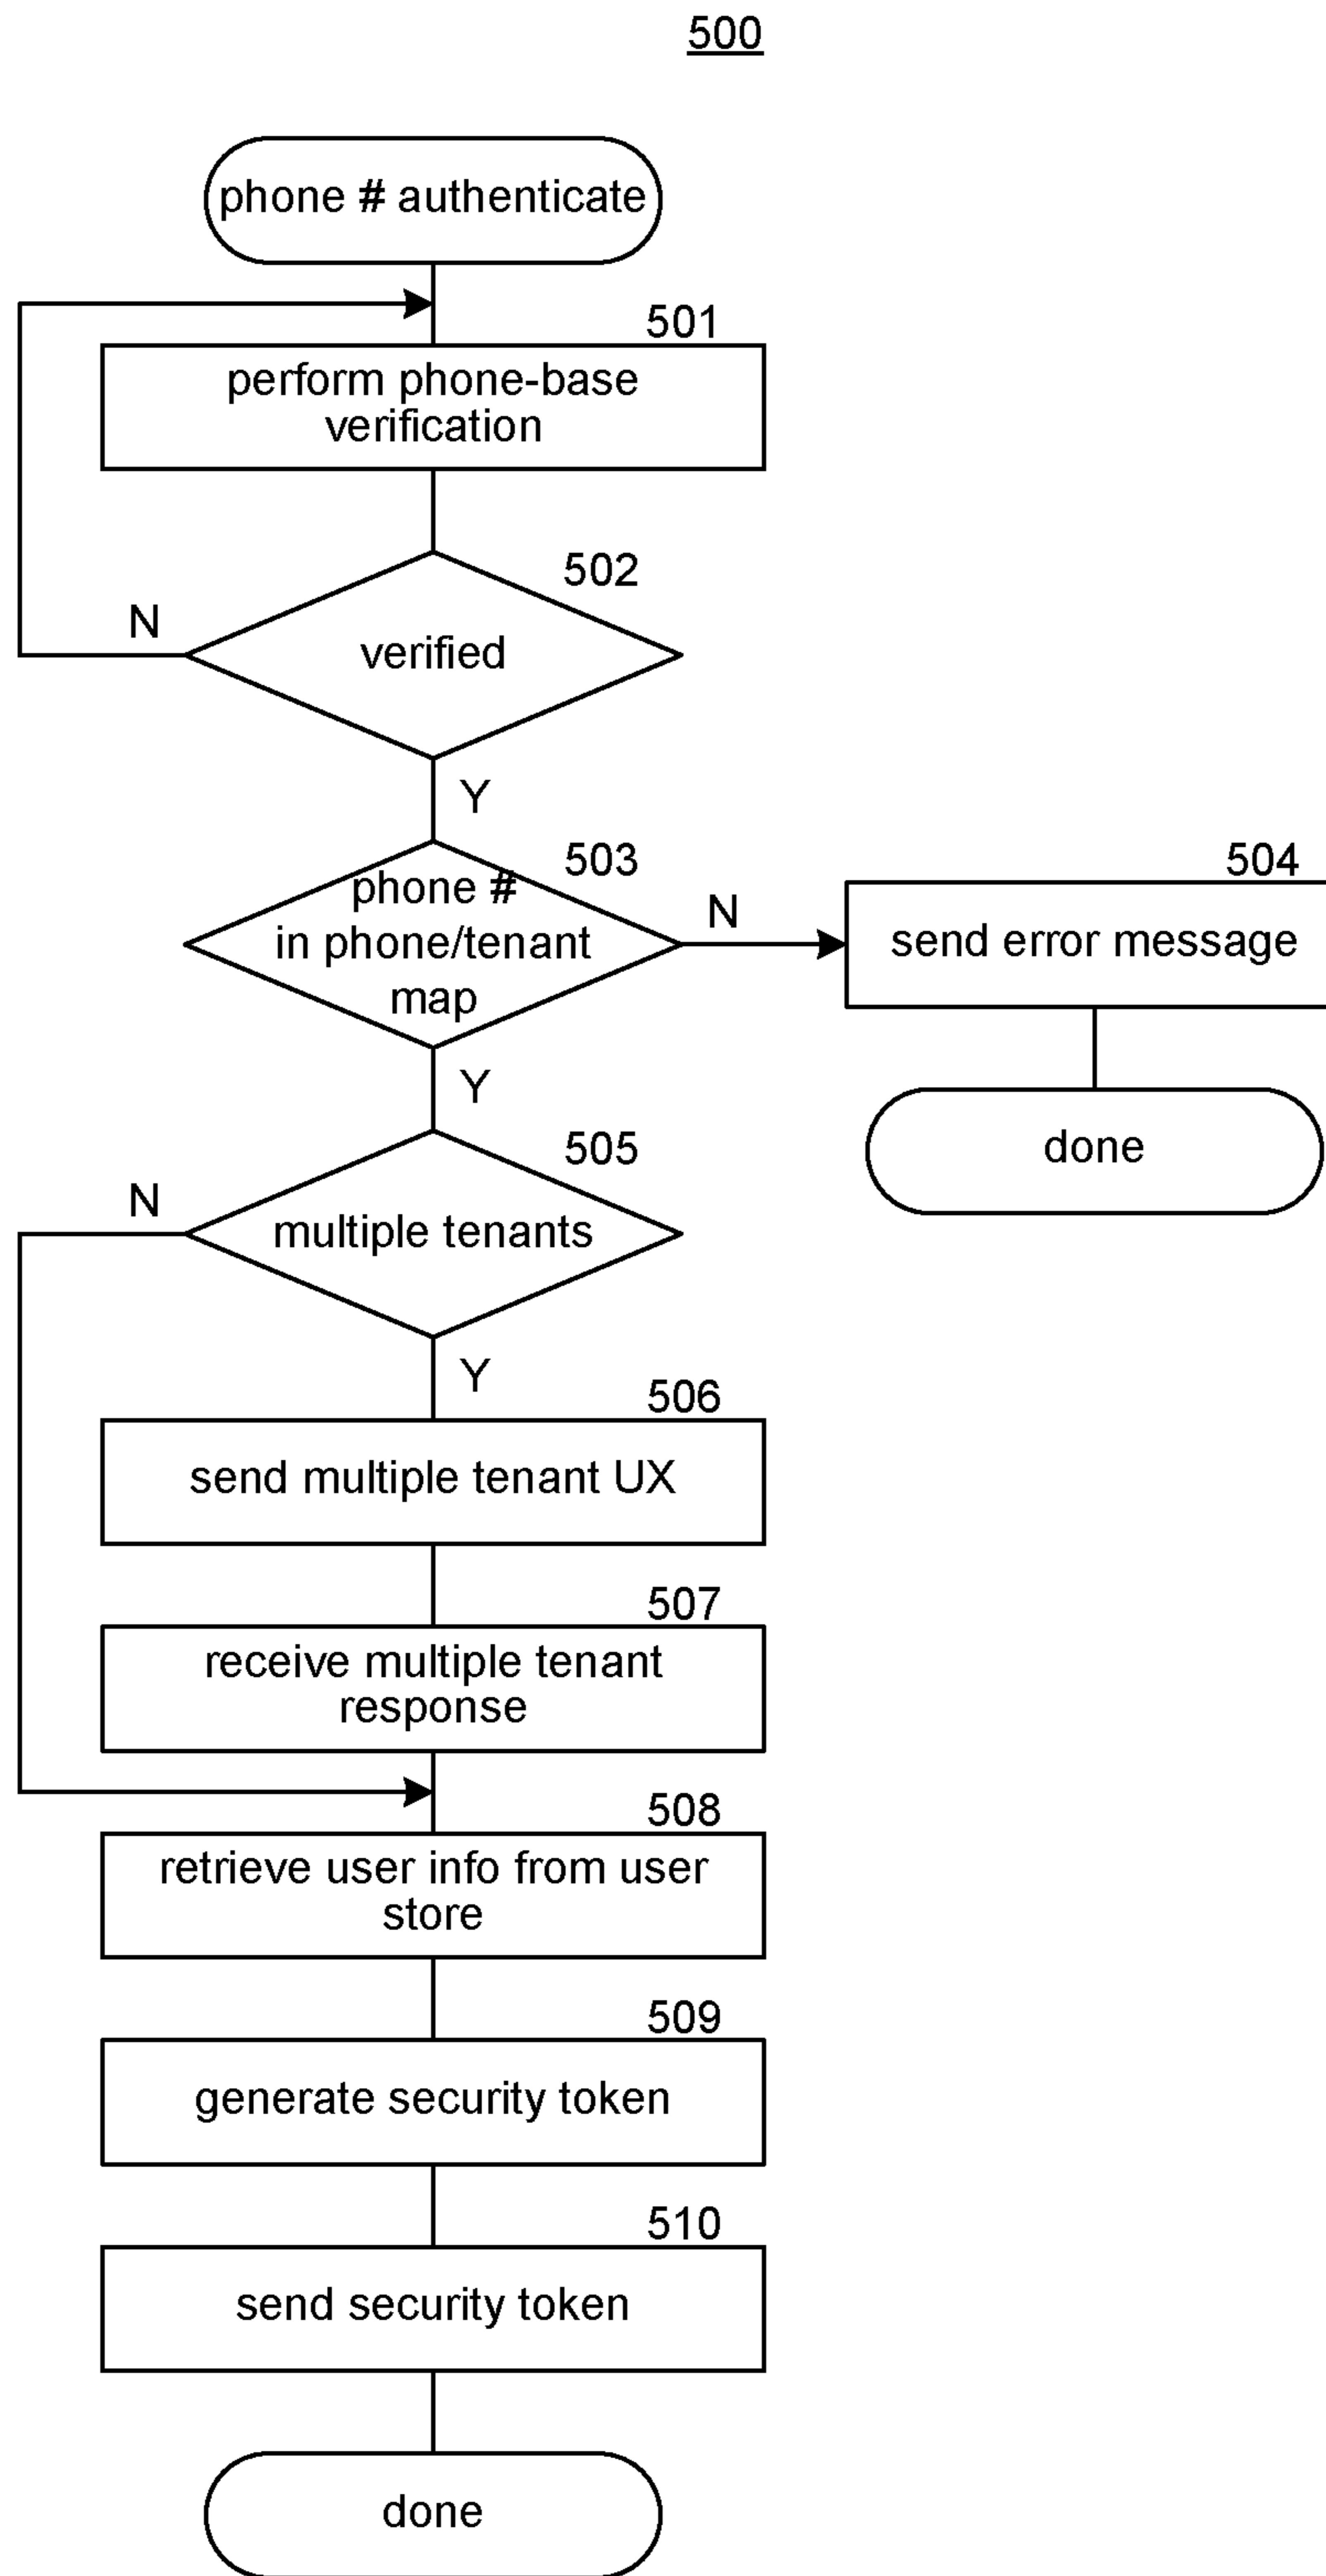 500
phone # authenticate
501
perform phone-base
verification
502
N
verified
Y
503
phone #
in phone/tenant
map
N
504
send error message
done
Y
505
N
multiple tenants
Y
506
send multiple tenant UX
507
receive multiple tenant
response
508
retrieve user info from user
store
509
generate security token
510
send security token
done